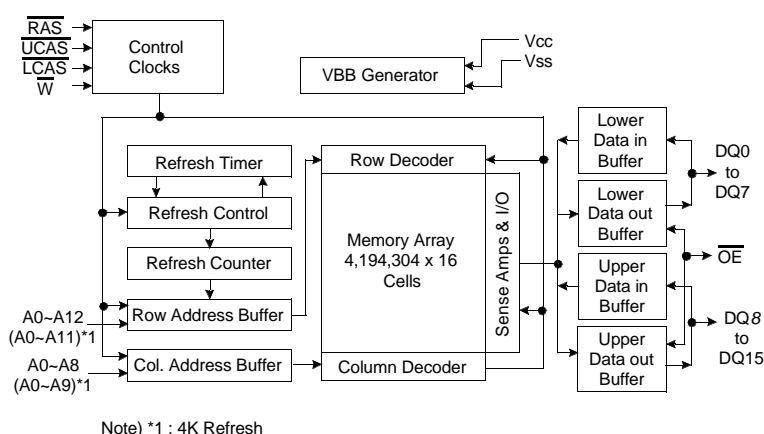 RAS
UCAS
LCAS
W
Control
Clocks
VBB Generator
Vcc
Vss
Refresh Timer
Refresh Control
Refresh Counter
Row Address Buffer
Col. Address Buffer
A0~A12
(A0~A11)*1
A0~A8
(A0~A9)*1
Row Decoder
Memory Array
4,194,304 x 16
Cells
Sense Amps & I/O
Column Decoder
Lower
Data in
Buffer
Lower
Data out
Buffer
Upper
Data in
Buffer
Upper
Data out
Buffer
DQ0
to
DQ7
OE
DQ8
to
DQ15
Note) *1 : 4K Refresh